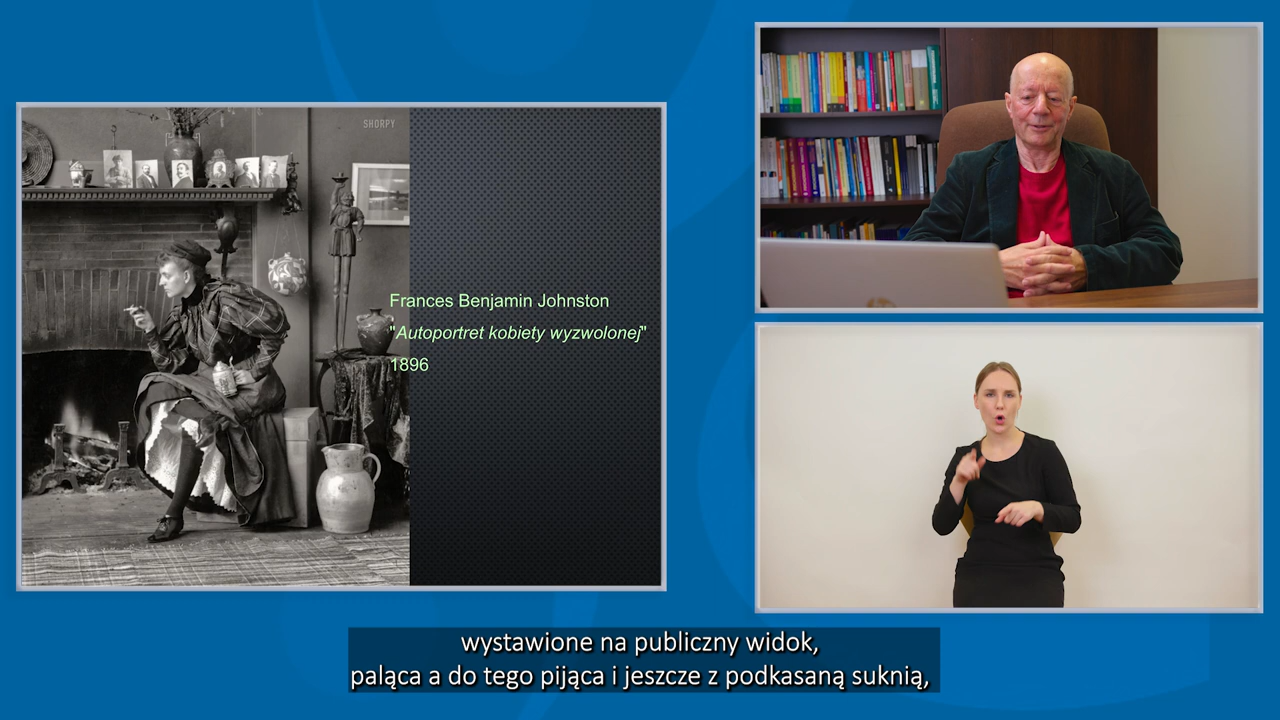 SHORPY
Frances Benjamin Johnston
"Autoportret kobiety wyzwolonej"
1896
wystawione na publiczny widok,
paląca a do tego pijąca i jeszcze z podkasaną suknią,